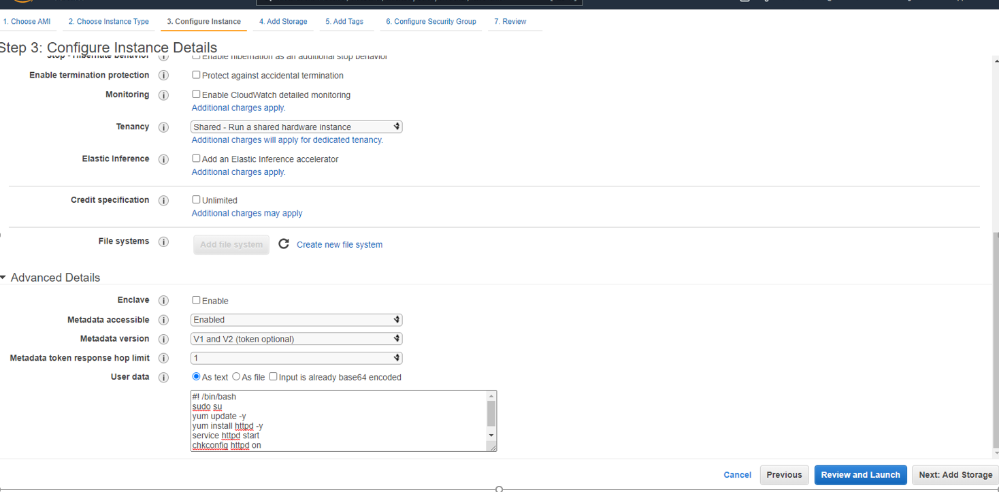 1. Choose AMI 2. Choose Instance Type 3. Configure Instance 4. Add Storage 5. Add Tags 6. Configure Security Group 7. Review
Step 3: Configure Instance Details
Stop - Hibernate behavior i Enable hibernation as an additional stop behavior
Enable termination protection i Protect against accidental termination
Monitoring i Enable CloudWatch detailed monitoring
Additional charges apply.
Tenancy i Shared - Run a shared hardware instance
Additional charges will apply for dedicated tenancy.
Elastic Inference i Add an Elastic Inference accelerator
Additional charges apply.
Credit specification i Unlimited
Additional charges may apply
File systems i Add file system Create new file system
Advanced Details
Enclave i Enable
Metadata accessible i Enabled
Metadata version i V1 and V2 (token optional)
Metadata token response hop limit i 1
User data i As text As file Input is already base64 encoded
#! /bin/bash
sudo su
yum update -y
yum install httpd -y
service httpd start
chkconfig httpd on
Cancel Previous Review and Launch Next: Add Storage